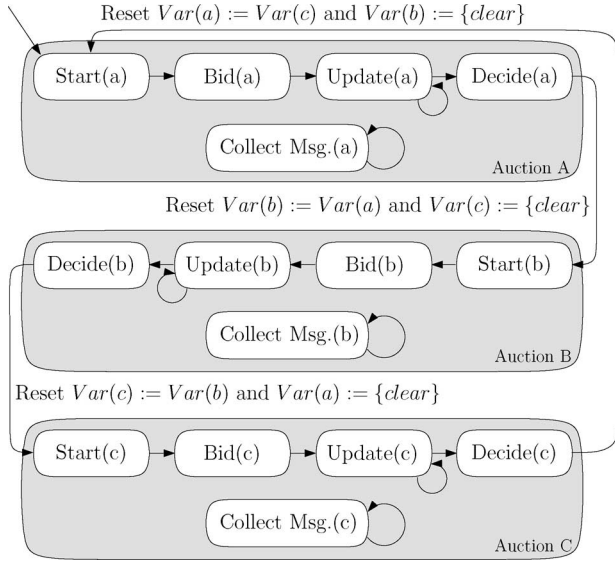 Reset Var(a) := Var(c) and Var(b) := {clear}
Start(a) Bid(a) Update(a) Decide(a)
Collect Msg.(a)
Auction A
Reset Var(b) := Var(a) and Var(c) := {clear}
Decide(b) Update(b) Bid(b) Start(b)
Collect Msg.(b)
Auction B
Reset Var(c) := Var(b) and Var(a) := {clear}
Start(c) Bid(c) Update(c) Decide(c)
Collect Msg.(c)
Auction C